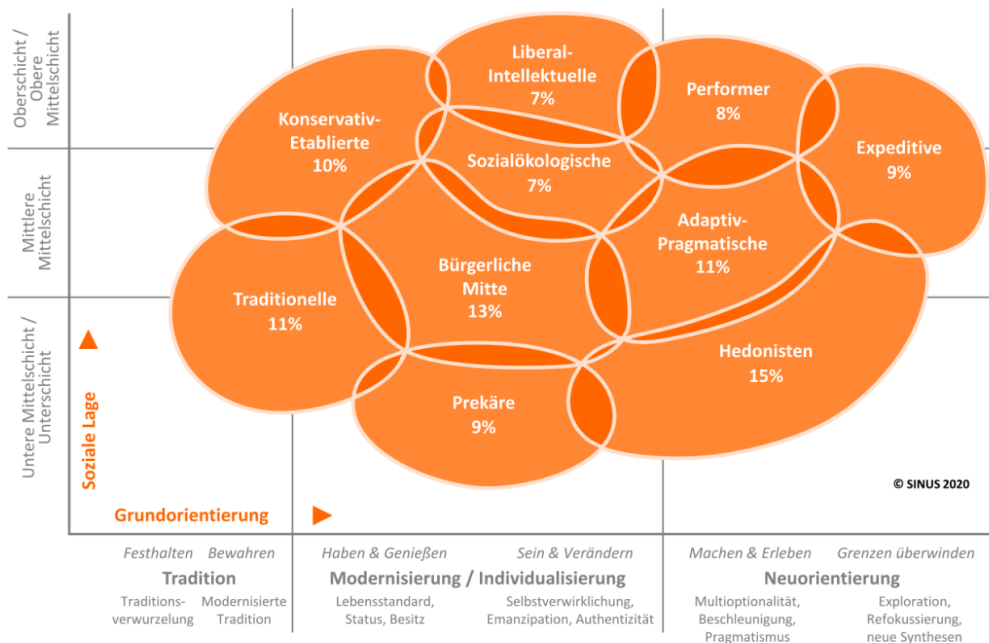 Oberschicht /
Obere
Mittelschicht
Mittlere
Mittelschicht
Untere Mittelschicht /
Unterschicht
Soziale Lage
Liberal-
Intellektuelle
7%
Performer
8%
Konservativ-
Etablierte
10%
Expeditive
9%
Sozialökologische
7%
Adaptiv-
Pragmatische
11%
Bürgerliche
Mitte
13%
Traditionelle
11%
Hedonisten
15%
Prekäre
9%
© SINUS 2020
Grundorientierung
Festhalten
Bewahren
Haben & Genießen
Sein & Verändern
Machen & Erleben
Grenzen überwinden
Tradition
Modernisierung / Individualisierung
Neuorientierung
Traditions-
verwurzelung
Modernisierte
Tradition
Lebensstandard,
Status, Besitz
Selbstverwirklichung,
Emanzipation, Authentizität
Multioptionalität,
Beschleunigung,
Pragmatismus
Exploration,
Refokussierung,
neue Synthesen